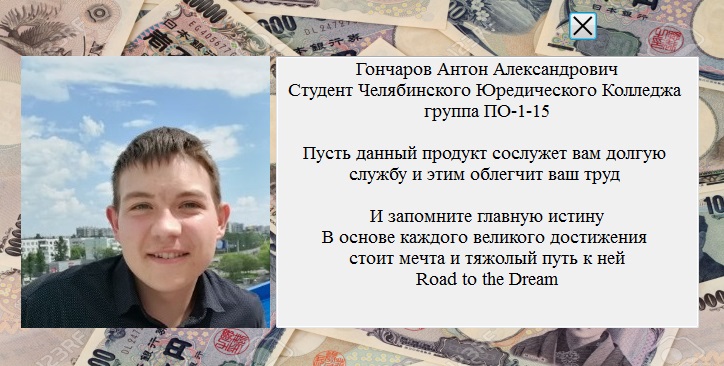 Гончаров Антон Александрович
Студент Челябинского Юредического Колледжа
группа ПО-1-15
Пусть данный продукт сослужет вам долгую
службу и этим облегчит ваш труд
И запомните главную истину
В основе каждого великого достижения
стоит мечта и тяжолый путь к ней
Road to the Dream